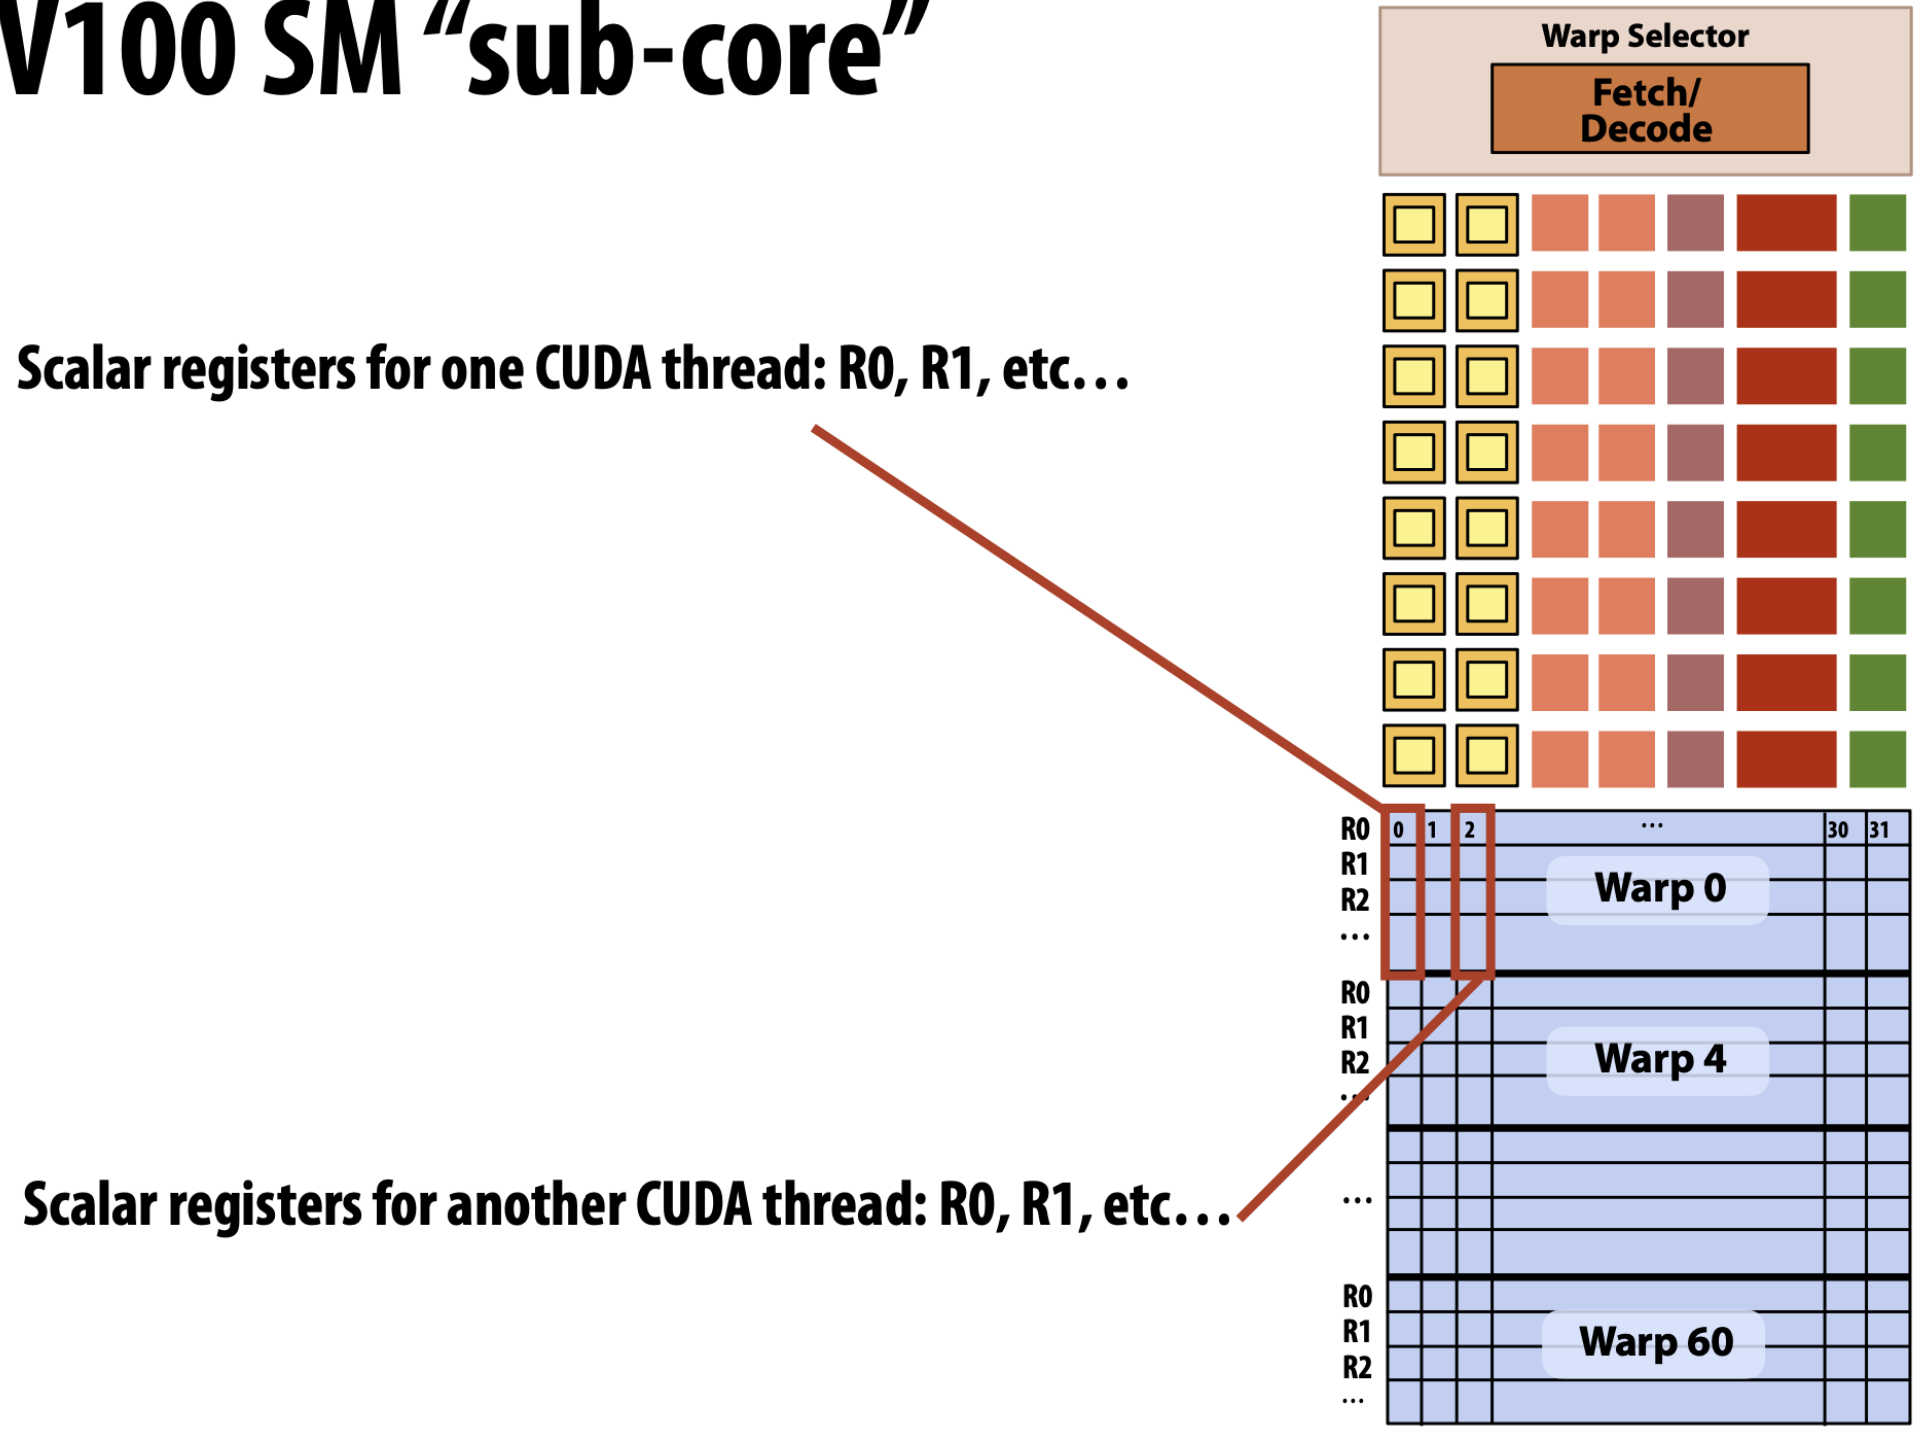 V100 SM “sub-core”
Warp Selector
Fetch/
Decode
Scalar registers for one CUDA thread: R0, R1, etc…
R0 0 1 2 … 30 31
R1
Warp 0
R2
…
R0
R1
Warp 4
R2
…
Scalar registers for another CUDA thread: R0, R1, etc…
…
R0
R1
Warp 60
R2
…